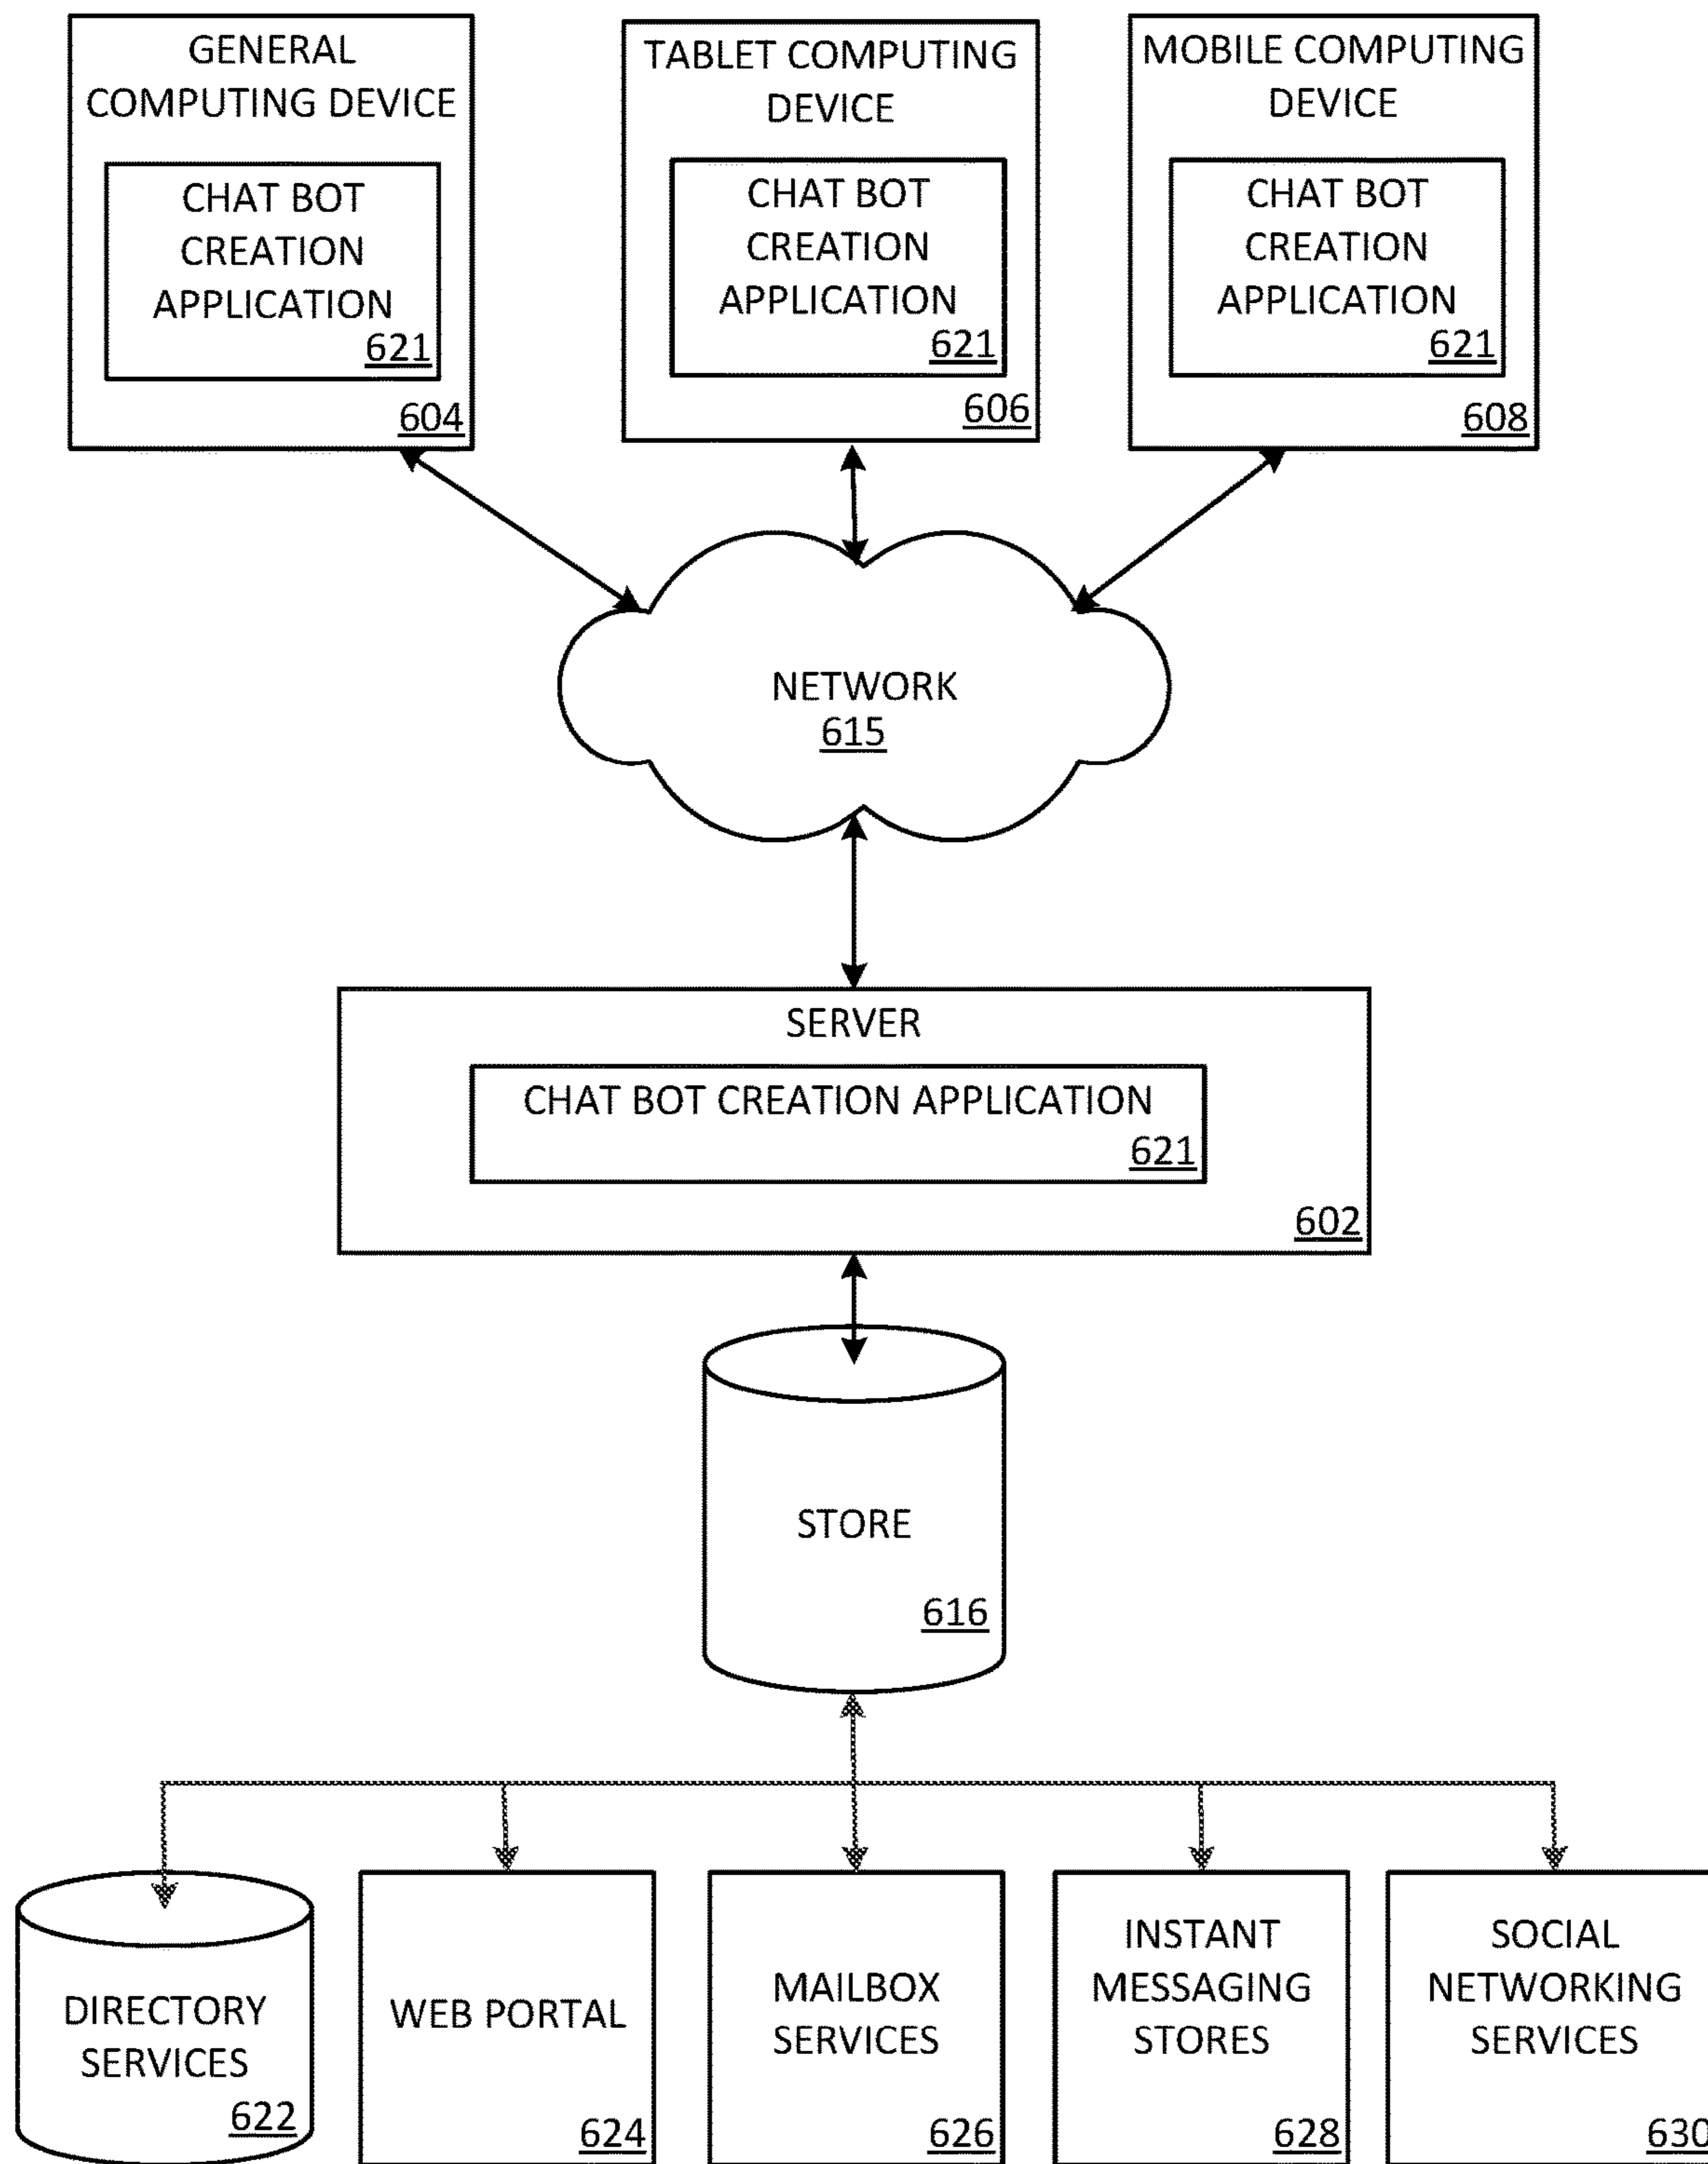 GENERAL
COMPUTING DEVICE
CHAT BOT
CREATION
APPLICATION
621
604
TABLET COMPUTING
DEVICE
CHAT BOT
CREATION
APPLICATION
621
606
MOBILE COMPUTING
DEVICE
CHAT BOT
CREATION
APPLICATION
621
608
NETWORK
615
SERVER
CHAT BOT CREATION APPLICATION
621
602
STORE
616
DIRECTORY
SERVICES
622
WEB PORTAL
624
MAILBOX
SERVICES
626
INSTANT
MESSAGING
STORES
628
SOCIAL
NETWORKING
SERVICES
630